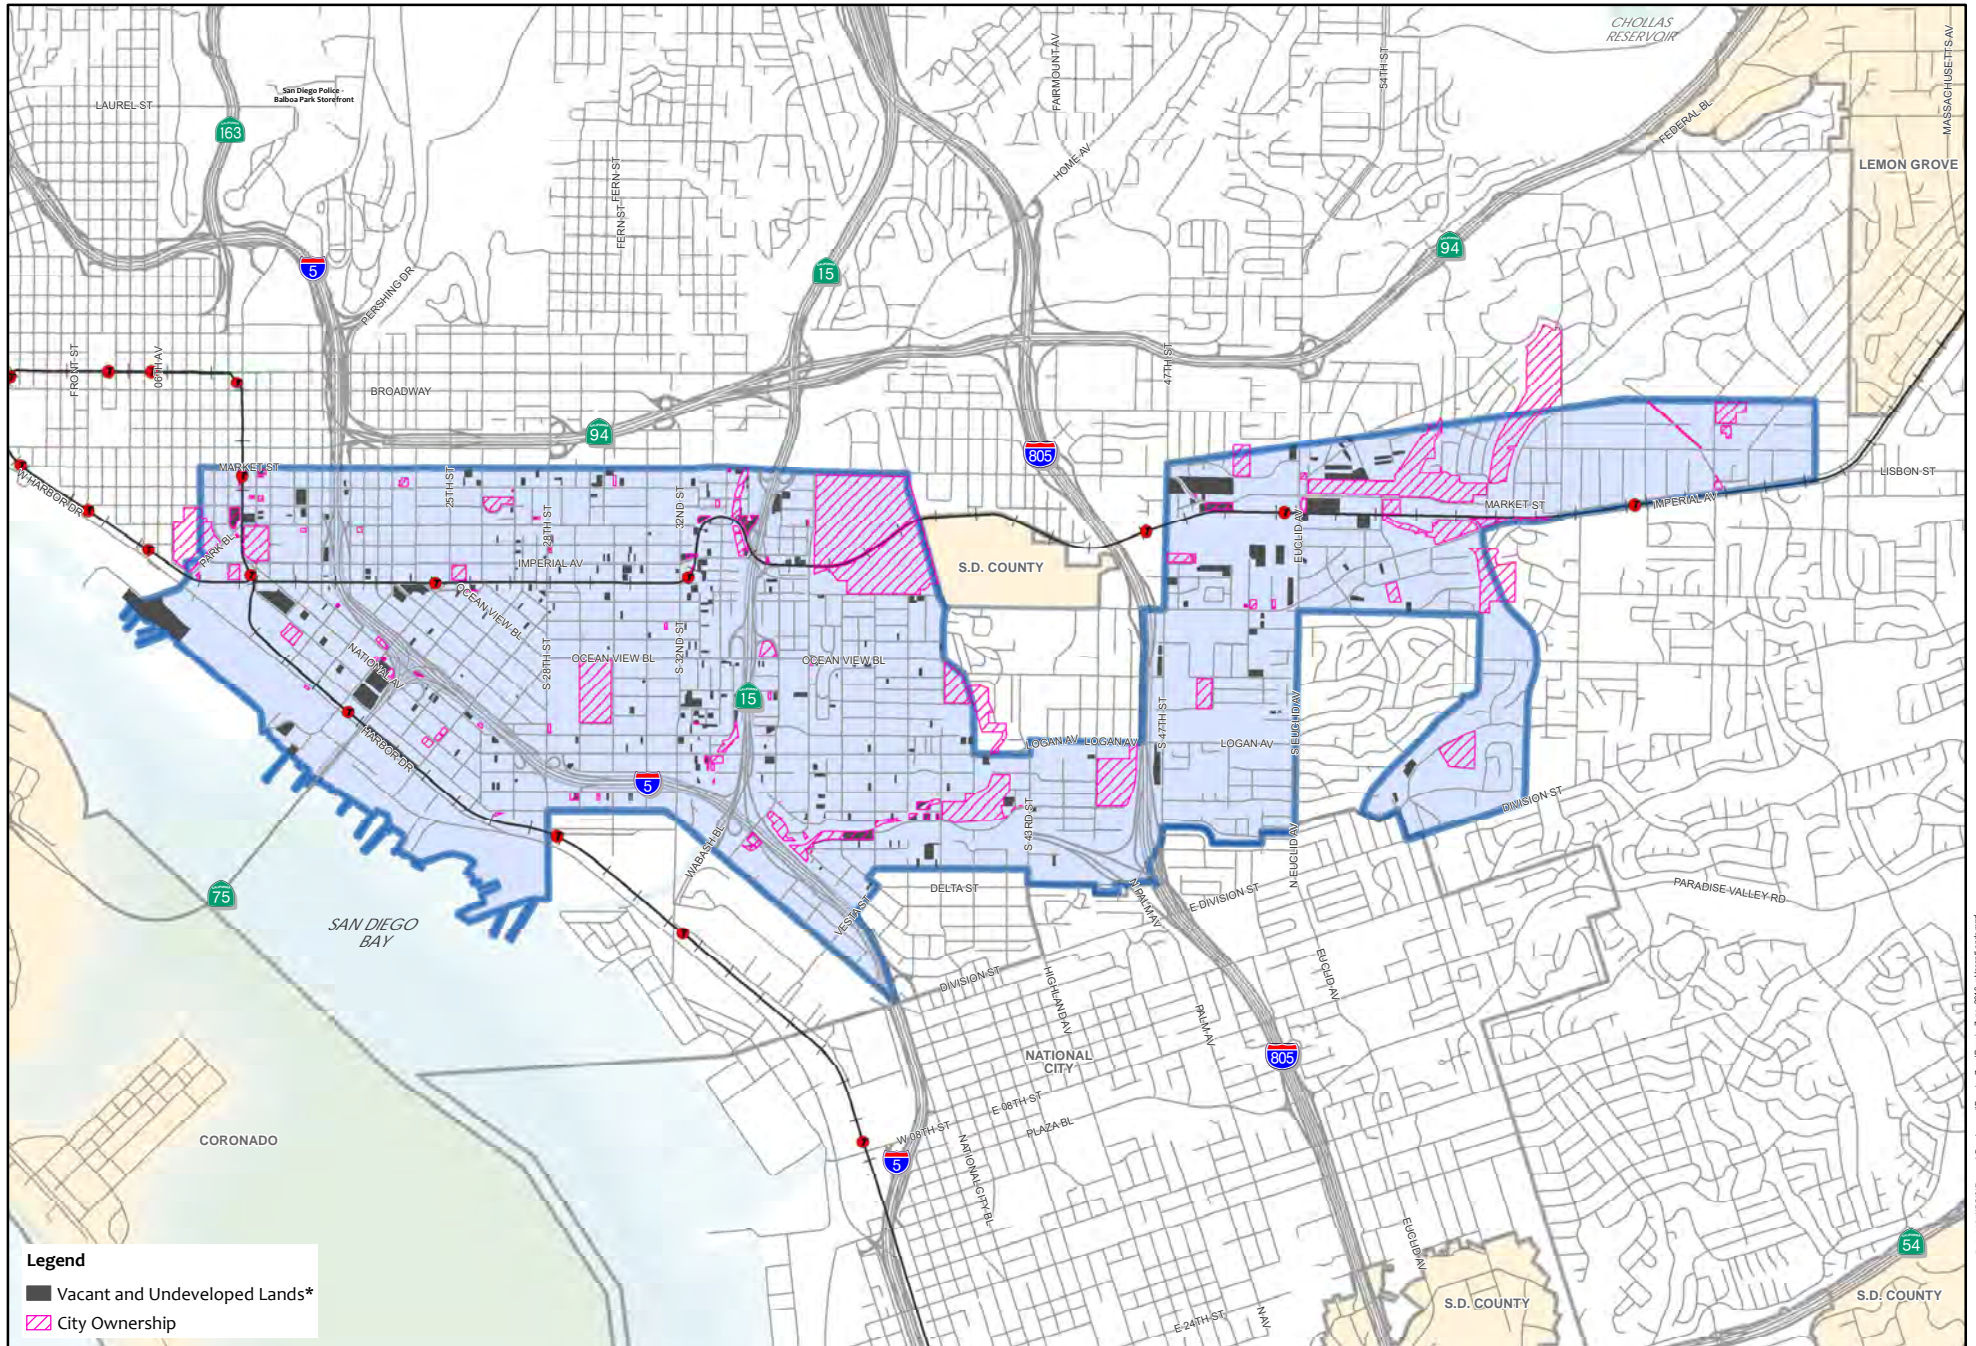 CHOLLAS
RESERVOIR
MASSACHUSETTS AV
FAIRMOUNT AV
54TH ST
San Diego Police -
Balboa Park Storefront
LAUREL ST
163
FEDERAL BL
HOME AV
LEMON GROVE
FERN ST
FERN ST
94
5
15
PERSHING DR
FRONT ST
06TH AV
47TH ST
BROADWAY
94
805
MARKET ST
25TH ST
LISBON ST
W HARBOR DR
32ND ST
MARKET ST
IMPERIAL AV
28TH ST
EUCLID AV
PARK BL
IMPERIAL AV
S.D. COUNTY
OCEAN VIEW BL
S 32ND ST
S 28TH ST
OCEAN VIEW BL
OCEAN VIEW BL
NATIONAL AV
15
S 47TH ST
S EUCLID AV
LOGAN AV
LOGAN AV
LOGAN AV
HARBOR DR
5
DIVISION ST
S 43RD ST
WABASH BL
N EUCLID AV
75
DELTA ST
N PALM AV
E DIVISION ST
PARADISE VALLEY RD
VESTA ST
SAN DIEGO
BAY
DIVISION ST
HIGHLAND AV
EUCLID AV
PALM AV
NATIONAL
CITY
805
E 08TH ST
PLAZA BL
W 08TH ST
CORONADO
5
NATIONAL CITY BL
EUCLID AV
54
S.D. COUNTY
S.D. COUNTY
E 24TH ST
N AV
Legend
Vacant and Undeveloped Lands*
City Ownership